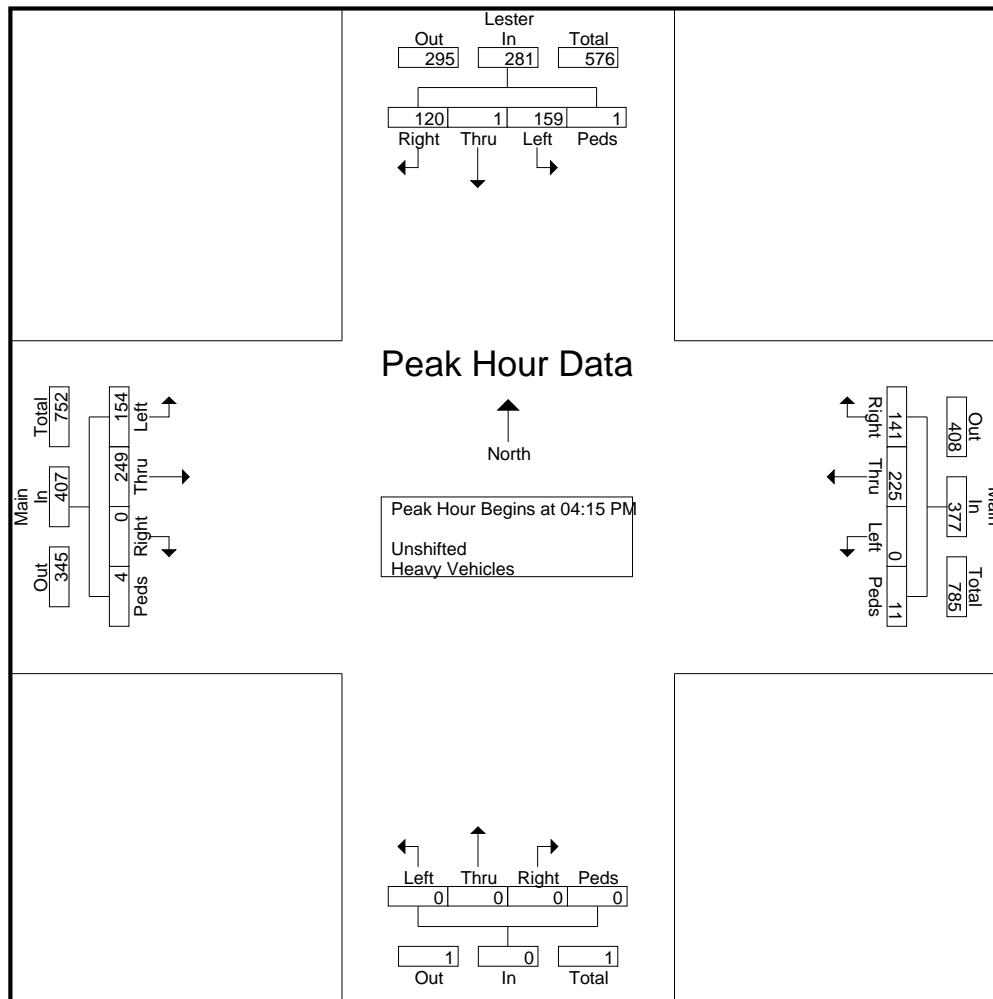 Lester
Out In Total
295 281 576
120 1 159 1
Right Thru Left Peds
Peak Hour Data
North
Peak Hour Begins at 04:15 PM
Unshifted
Heavy Vehicles
Main
Total In Out
752 407 345
154 249 0 4
Left Thru Right Peds
Main
Out In Total
408 377 785
141 225 0 11
Right Thru Left Peds
Left Thru Right Peds
0 0 0 0
1 0 1
Out In Total